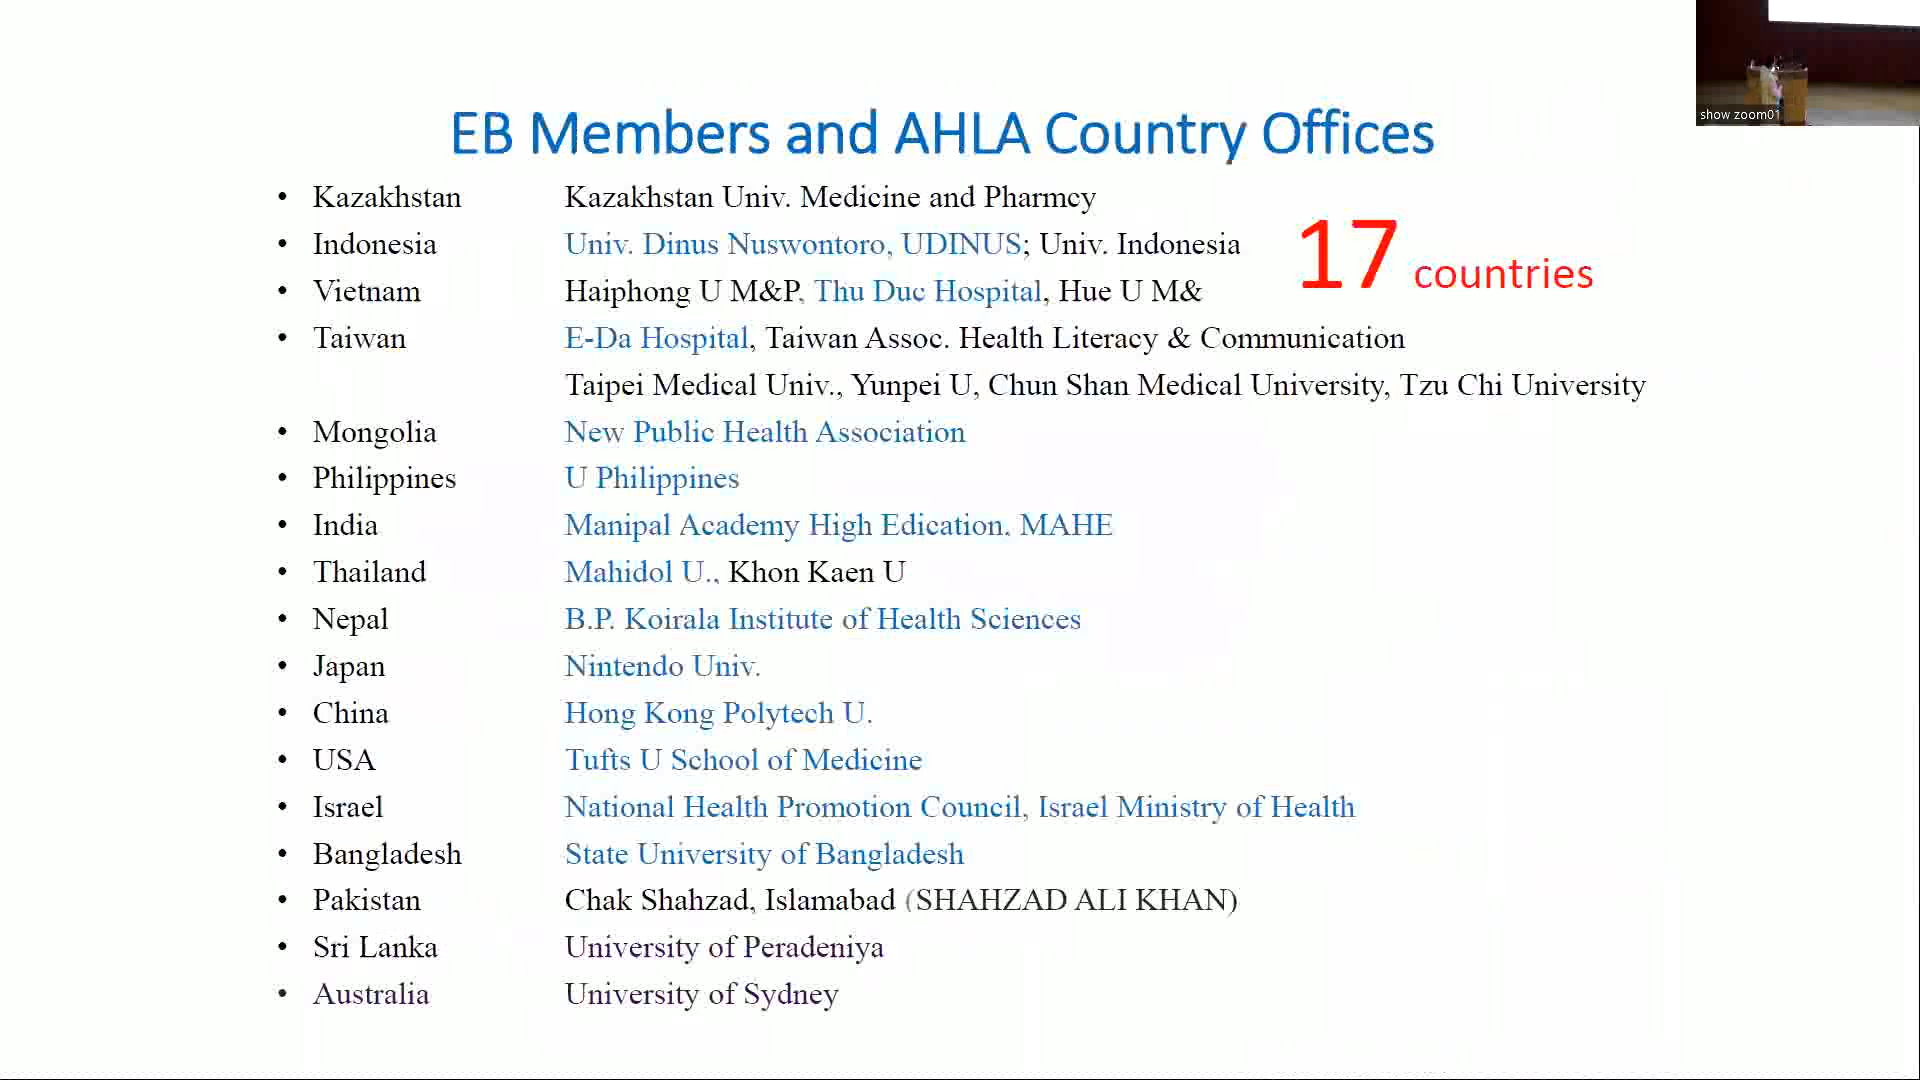 show zoom01
EB Members and AHLA Country Offices
• Kazakhstan Kazakhstan Univ. Medicine and Pharmcy
• Indonesia Univ. Dinus Nuswontoro, UDINUS; Univ. Indonesia
17 countries
• Vietnam Haiphong U M&P, Thu Duc Hospital, Hue U M&
• Taiwan E-Da Hospital, Taiwan Assoc. Health Literacy & Communication
Taipei Medical Univ., Yunpei U, Chun Shan Medical University, Tzu Chi University
• Mongolia New Public Health Association
• Philippines U Philippines
• India Manipal Academy High Edication, MAHE
• Thailand Mahidol U., Khon Kaen U
• Nepal B.P. Koirala Institute of Health Sciences
• Japan Nintendo Univ.
• China Hong Kong Polytech U.
• USA Tufts U School of Medicine
• Israel National Health Promotion Council, Israel Ministry of Health
• Bangladesh State University of Bangladesh
• Pakistan Chak Shahzad, Islamabad (SHAHZAD ALI KHAN)
• Sri Lanka University of Peradeniya
• Australia University of Sydney